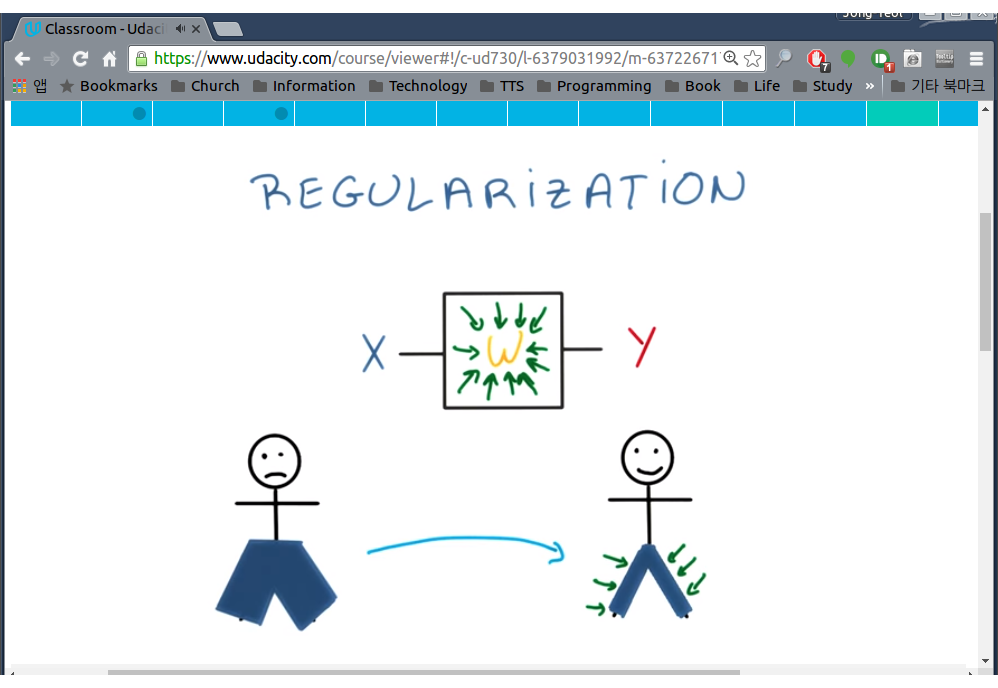 Jong Yeol
Classroom - Udaci
https://www.udacity.com/course/viewer#!/c-ud730/l-6379031992/m-63722671
7
1
앱 Bookmarks Church Information Technology TTS Programming Book Life Study » 기타 북마크
REGULARiZATiON
X W Y